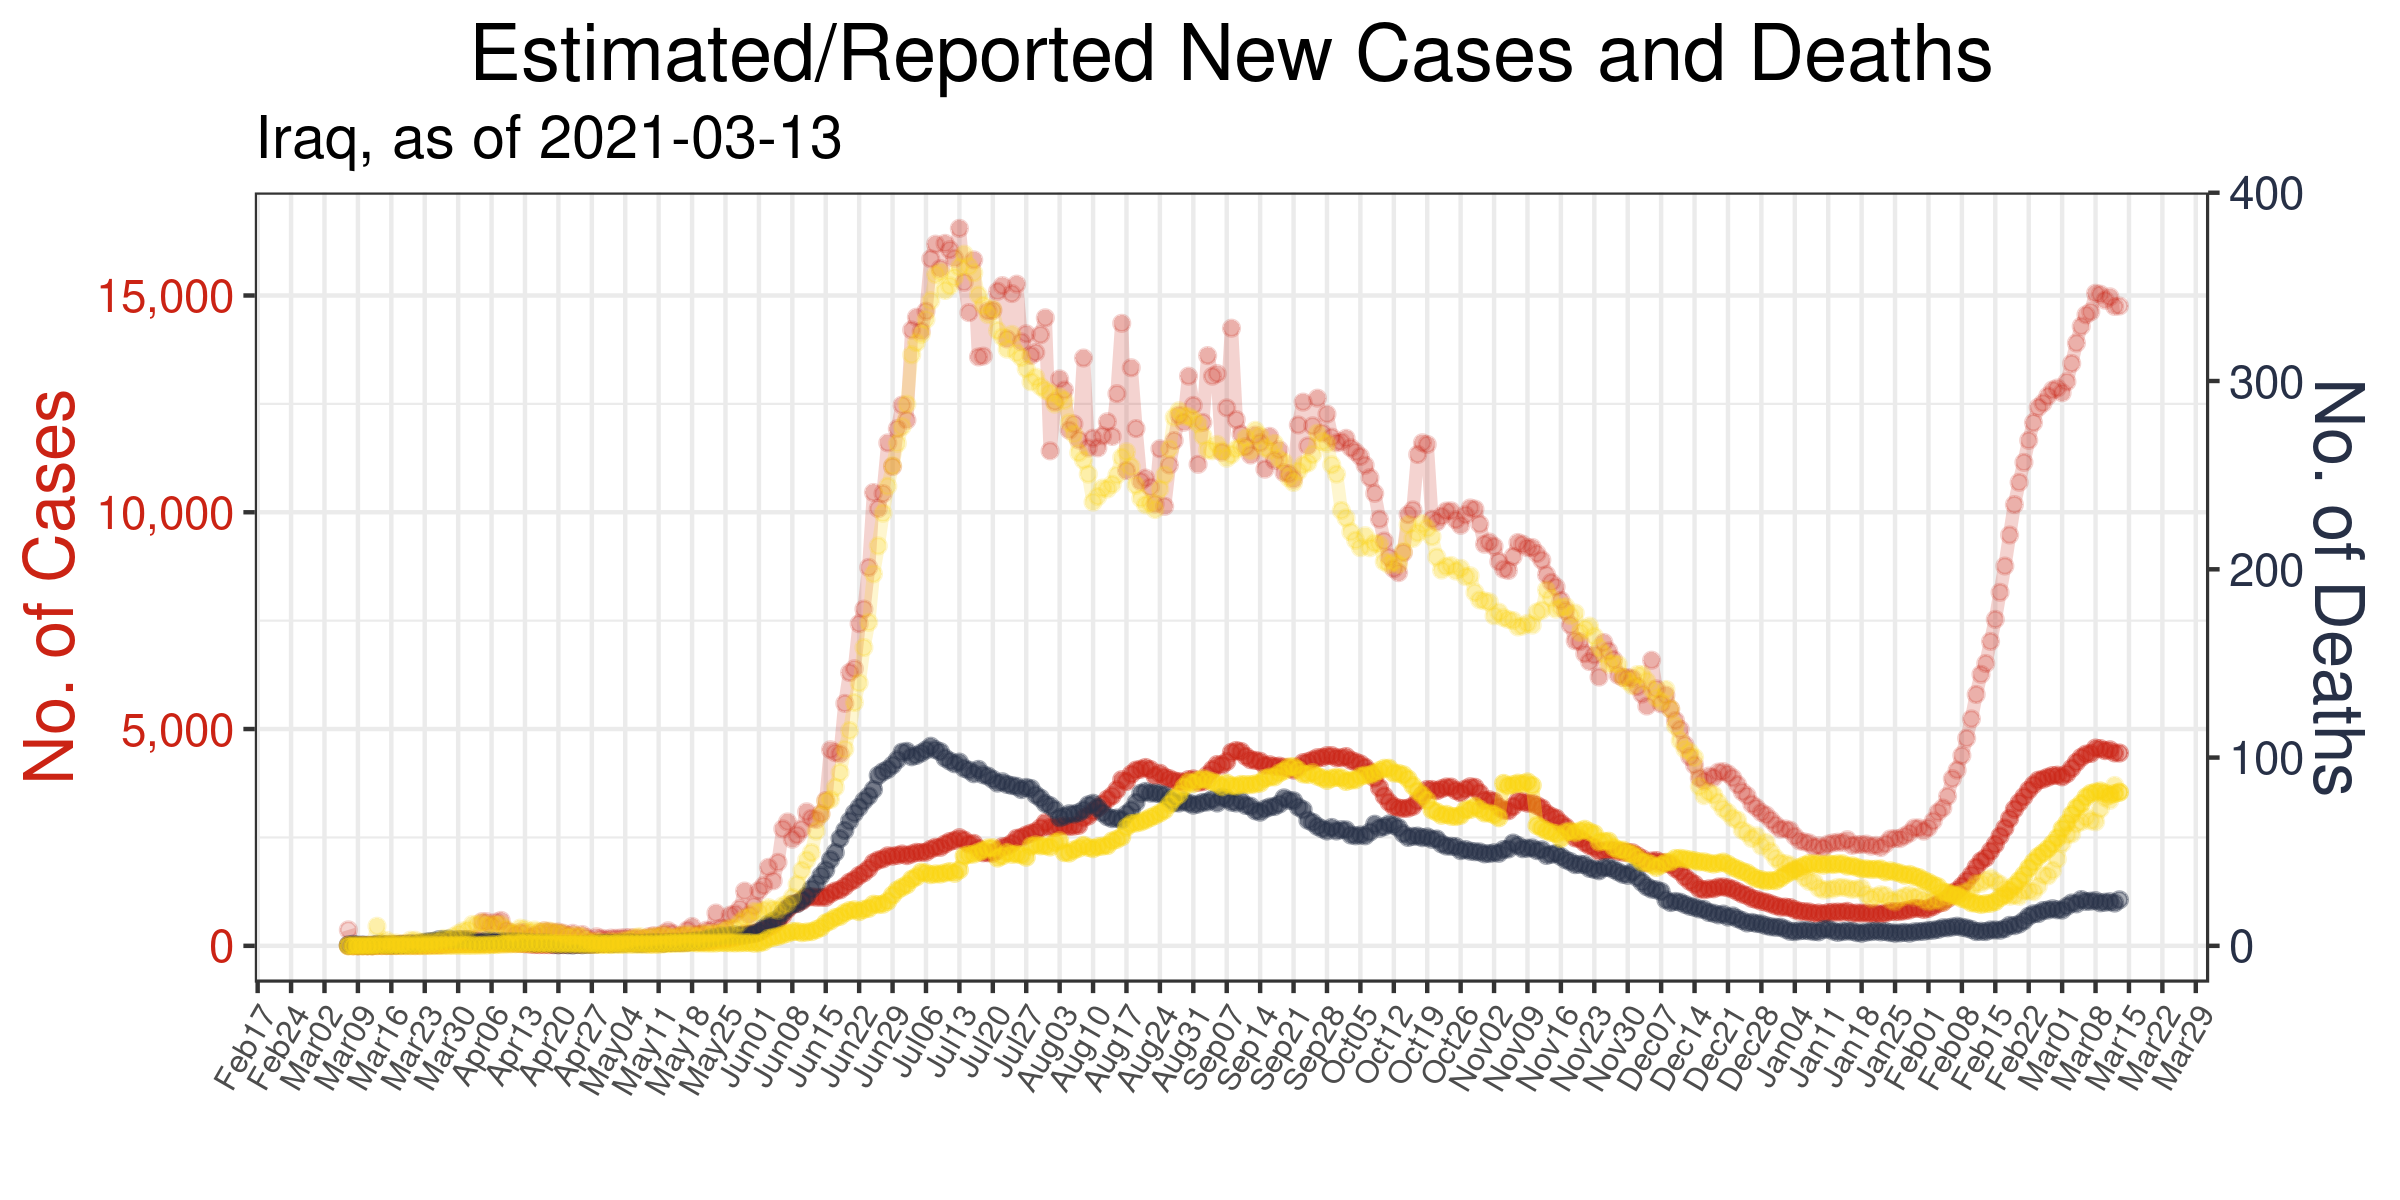 Estimated/Reported New Cases and Deaths
Iraq, as of 2021-03-13
No. of Cases
15,000
10,000
5,000
0
400
300
200
100
0
No. of Deaths
Feb17
Feb24
Mar02
Mar09
Mar16
Mar23
Mar30
Apr06
Apr13
Apr20
Apr27
May04
May11
May18
May25
Jun01
Jun08
Jun15
Jun22
Jun29
Jul06
Jul13
Jul20
Jul27
Aug03
Aug10
Aug17
Aug24
Aug31
Sep07
Sep14
Sep21
Sep28
Oct05
Oct12
Oct19
Oct26
Nov02
Nov09
Nov16
Nov23
Nov30
Dec07
Dec14
Dec21
Dec28
Jan04
Jan11
Jan18
Jan25
Feb01
Feb08
Feb15
Feb22
Mar01
Mar08
Mar15
Mar22
Mar29